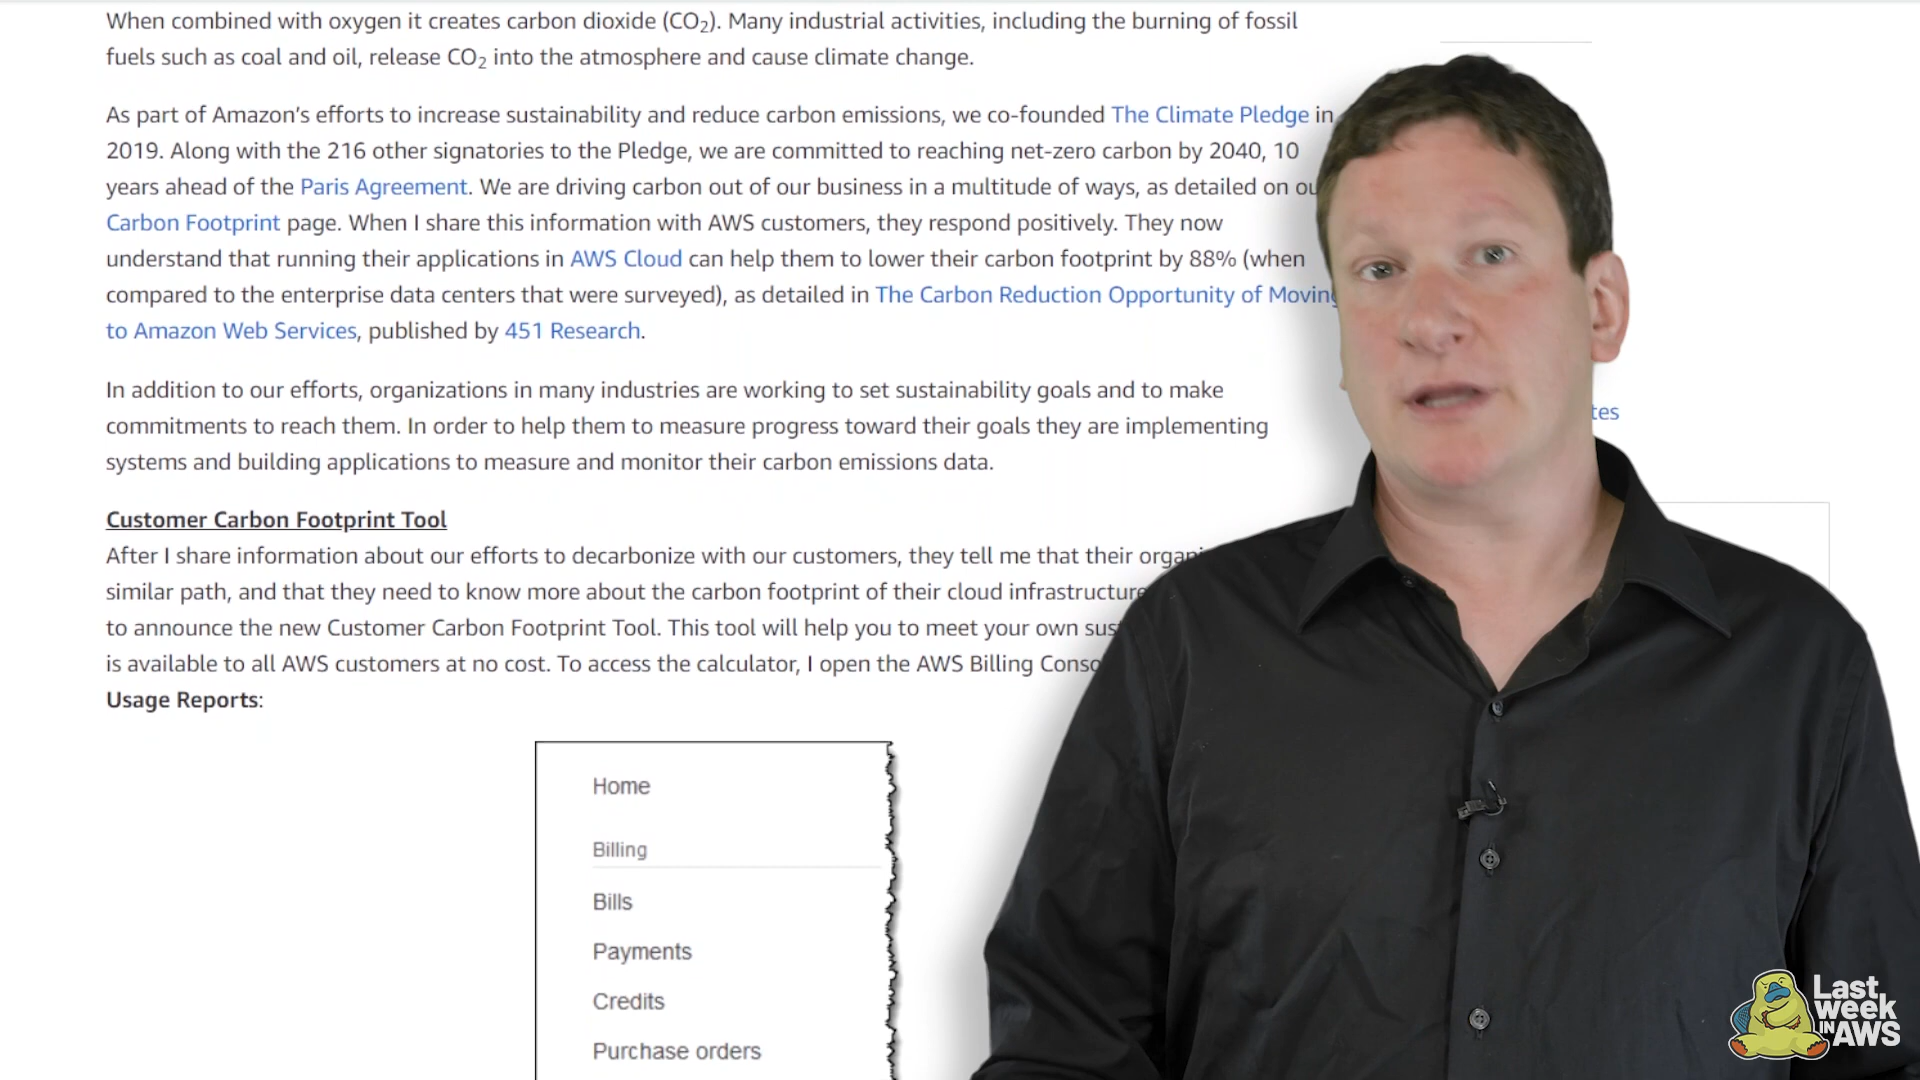 When combined with oxygen it creates carbon dioxide (CO₂). Many industrial activities, including the burning of fossil
fuels such as coal and oil, release CO₂ into the atmosphere and cause climate change.
As part of Amazon's efforts to increase sustainability and reduce carbon emissions, we co-founded The Climate Pledge in
2019. Along with the 216 other signatories to the Pledge, we are committed to reaching net-zero carbon by 2040, 10
years ahead of the Paris Agreement. We are driving carbon out of our business in a multitude of ways, as detailed on
Carbon Footprint page. When I share this information with AWS customers, they respond positively. They now
understand that running their applications in AWS Cloud can help them to lower their carbon footprint by 88% (when
compared to the enterprise data centers that were surveyed), as detailed in The Carbon Reduction Opportunity of Moving
to Amazon Web Services, published by 451 Research.
In addition to our efforts, organizations in many industries are working to set sustainability goals and to make
commitments to reach them. In order to help them to measure progress toward their goals they are implementing
systems and building applications to measure and monitor their carbon emissions data.
Customer Carbon Footprint Tool
After I share information about our efforts to decarbonize with our customers, they tell me that their
similar path, and that they need to know more about the carbon footprint of their cloud infrastructure
to announce the new Customer Carbon Footprint Tool. This tool will help you to meet your own
is available to all AWS customers at no cost. To access the calculator, I open the AWS Billing
Usage Reports:
Home
Billing
Bills
Payments
Credits
Purchase orders
Last
week
IN AWS